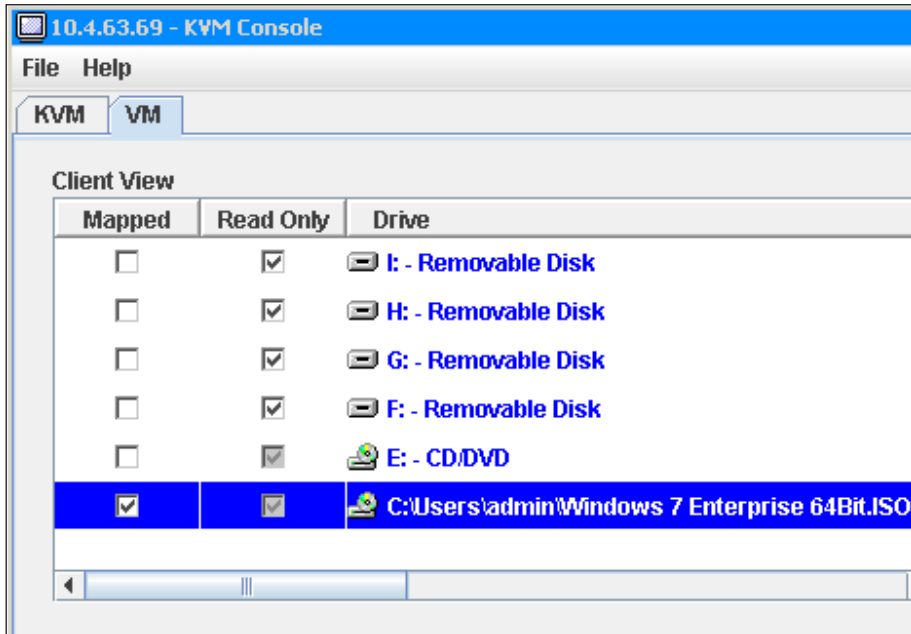 10.4.63.69 - KVM Console
File Help
KVM VM
Client View
Mapped Read Only Drive
I: - Removable Disk
H: - Removable Disk
G: - Removable Disk
F: - Removable Disk
E: - CD/DVD
C:\Users\admin\Windows 7 Enterprise 64Bit.ISO